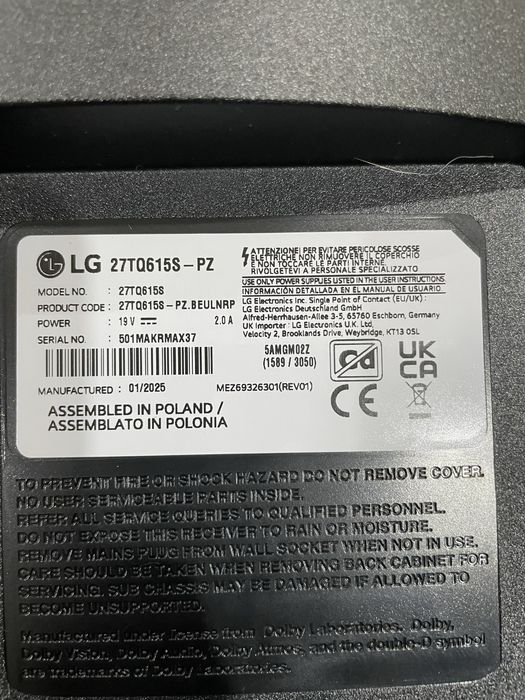 LG 27TQ615S-PZ
ATTENZIONE: PER EVITARE PERICOLOSE SCOSSE
ELETTRICHE NON RIMUOVERE IL COPERCHIO
E NON TOCCARE LE PARTI INTERNE.
RIVOLGETEVI A PERSONALE SPECIALIZZATO
USE ONLY POWER SUPPLIES LISTED IN THE USER INSTRUCTIONS.
INFORMACIÓN DETALLADA EN EL MANUAL DE USUARIO
MODEL NO. : 27TQ615S
PRODUCT CODE : 27TQ615S-PZ.BEULNRP
POWER : 19V ⎓ 2.0 A
SERIAL NO. : 501MAKRMAX37
LG Electronics Inc. Single Point of Contact (EU/UK) :
LG Electronics Deutschland GmbH
Alfred-Herrhausen-Allee 3-5, 65760 Eschborn, Germany
UK Importer : LG Electronics U.K. Ltd.
Velocity 2, Brooklands Drive, Weybridge, KT13 0SL
5AMGM02Z
(1589 / 3050)
Cd
UK
CA
CE
MANUFACTURED : 01/2025
MEZ69326301(REV01)
ASSEMBLED IN POLAND /
ASSEMBLATO IN POLONIA
TO PREVENT FIRE OR SHOCK HAZARD DO NOT REMOVE COVER.
NO USER SERVICEABLE PARTS INSIDE.
REFER ALL SERVICE QUERIES TO QUALIFIED PERSONNEL.
DO NOT EXPOSE THIS RECEIVER TO RAIN OR MOISTURE.
REMOVE MAINS PLUG FROM WALL SOCKET WHEN NOT IN USE.
CARE SHOULD BE TAKEN WHEN REMOVING BACK CABINET FOR
SERVICING. SUB CHASSIS MAY BE DAMAGED IF ALLOWED TO
BECOME UNSUPPORTED.
Manufactured under license from Dolby Laboratories. Dolby,
Dolby Vision, Dolby Audio, Dolby Atmos, and the double-D symbol
are trademarks of Dolby Laboratories.